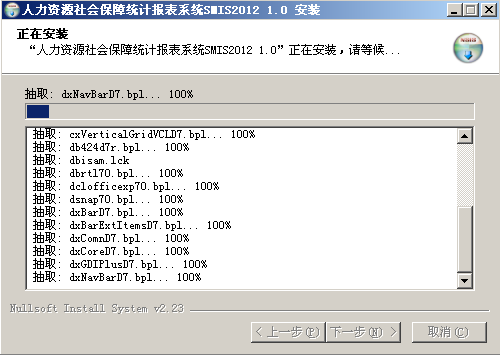 人力资源社会保障统计报表系统SMIS2012 1.0 安装
正在安装
“人力资源社会保障统计报表系统SMIS2012 1.0”正在安装,请等候...
抽取: dxNavBarD7.bpl... 100%
抽取: cxVerticalGridVCLD7.bpl... 100%
抽取: db424d7r.bpl... 100%
抽取: dbisam.lck
抽取: dbrtl70.bpl... 100%
抽取: dclofficexp70.bpl... 100%
抽取: dsnap70.bpl... 100%
抽取: dxBarD7.bpl... 100%
抽取: dxBarExtItemsD7.bpl... 100%
抽取: dxComnD7.bpl... 100%
抽取: dxCoreD7.bpl... 100%
抽取: dxGDIPlusD7.bpl... 100%
抽取: dxNavBarD7.bpl... 100%
Nullsoft Install System v2.23
< 上一步(P) 下一步(N) > 取消(C)